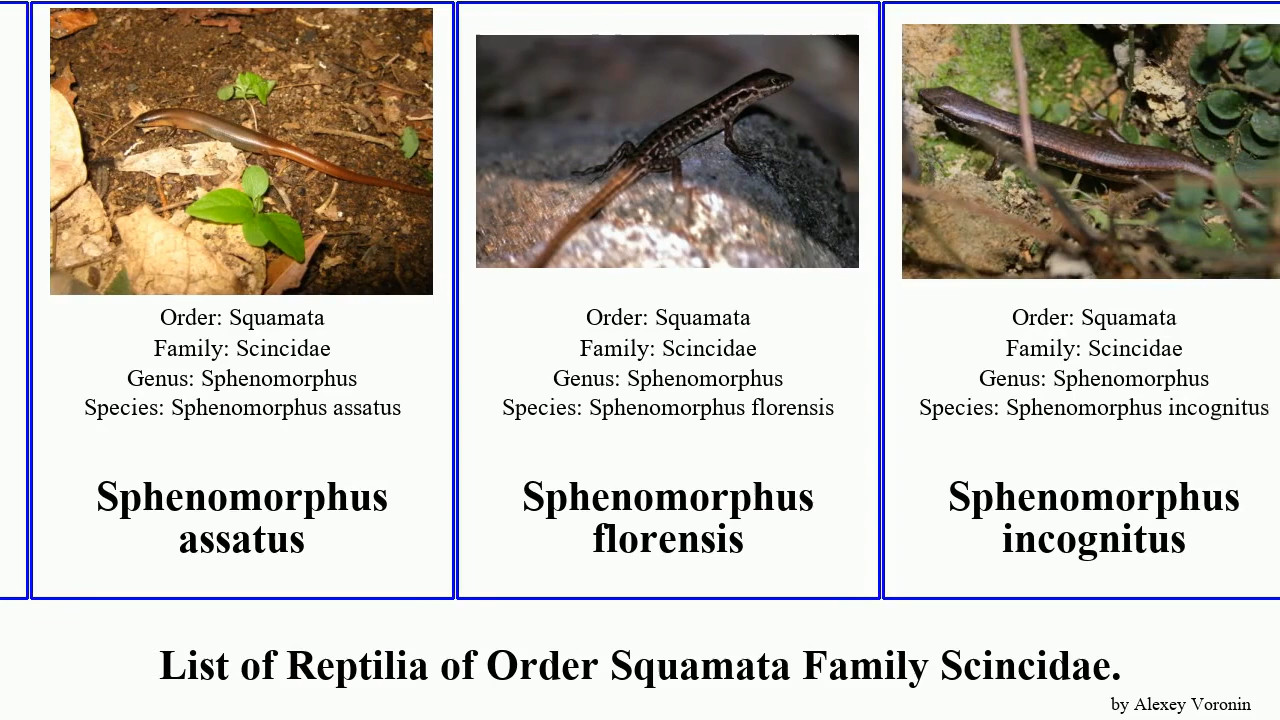 Order: Squamata
Family: Scincidae
Genus: Sphenomorphus
Species: Sphenomorphus assatus
Sphenomorphus
assatus
Order: Squamata
Family: Scincidae
Genus: Sphenomorphus
Species: Sphenomorphus florensis
Sphenomorphus
florensis
Order: Squamata
Family: Scincidae
Genus: Sphenomorphus
Species: Sphenomorphus incognitus
Sphenomorphus
incognitus
List of Reptilia of Order Squamata Family Scincidae.
by Alexey Voronin